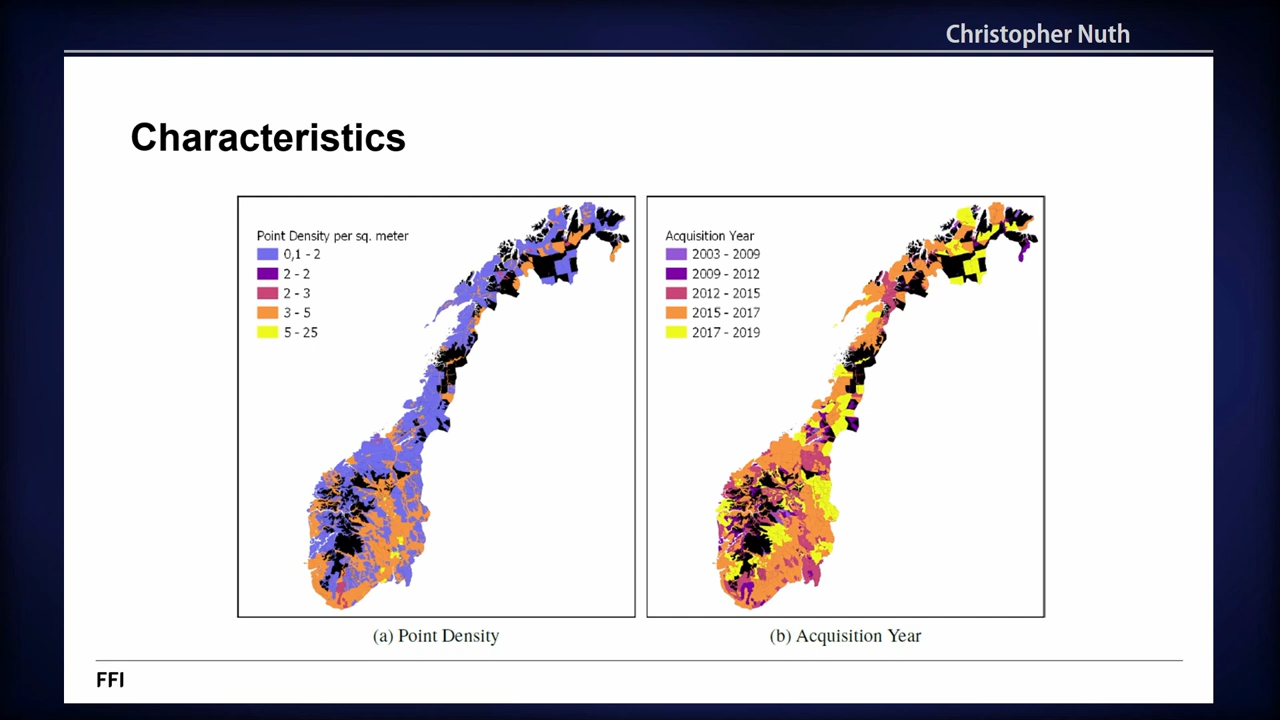 Christopher Nuth
Characteristics
Point Density per sq. meter
0,1 - 2
2 - 2
2 - 3
3 - 5
5 - 25
Acquisition Year
2003 - 2009
2009 - 2012
2012 - 2015
2015 - 2017
2017 - 2019
(a) Point Density
(b) Acquisition Year
FFI